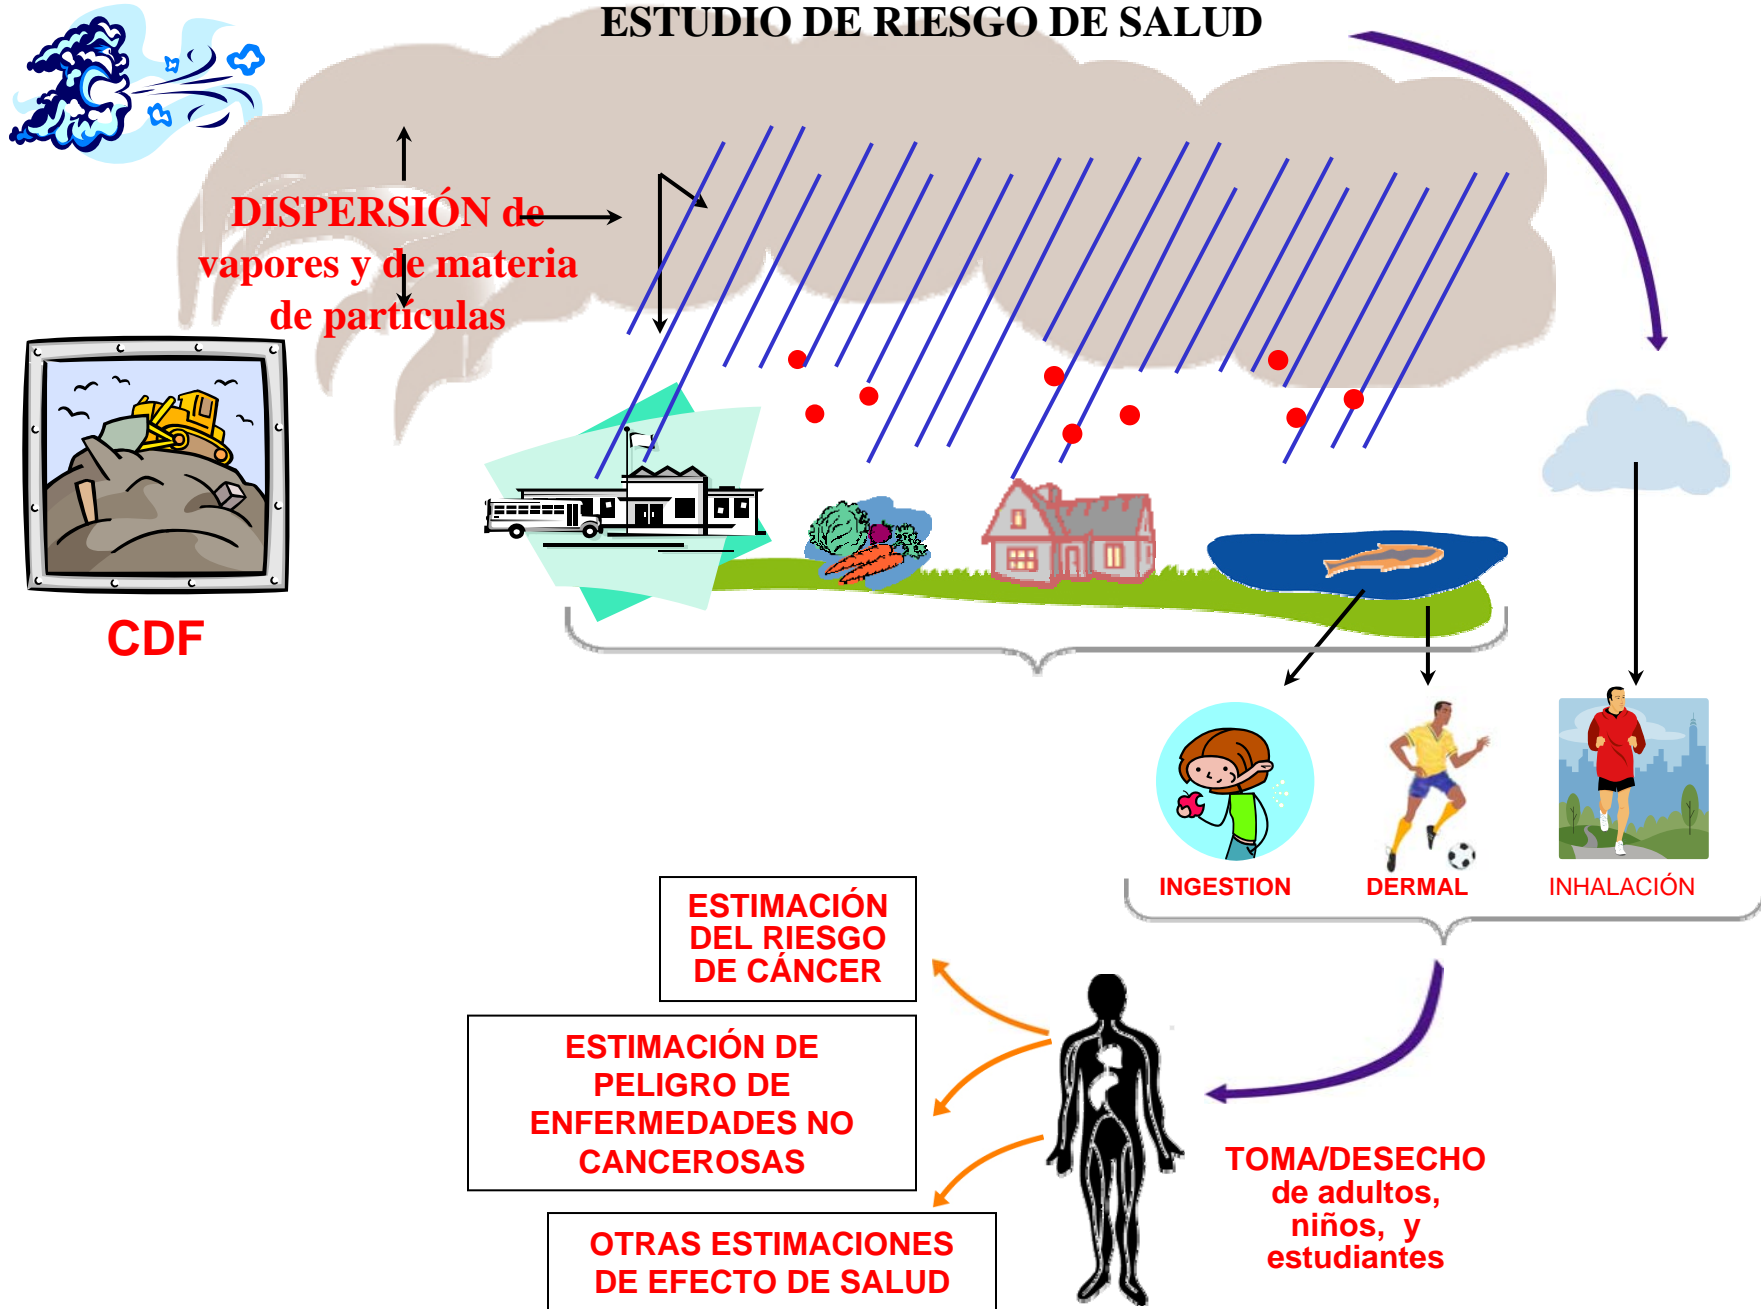 ESTUDIO DE RIESGO DE SALUD
DISPERSIÓN de
vapores y de materia
de partículas
CDF
INGESTION
DERMAL
INHALACIÓN
ESTIMACIÓN
DEL RIESGO
DE CÁNCER
ESTIMACIÓN DE
PELIGRO DE
ENFERMEDADES NO
CANCEROSAS
TOMA/DESECHO
de adultos,
niños, y
estudiantes
OTRAS ESTIMACIONES
DE EFECTO DE SALUD